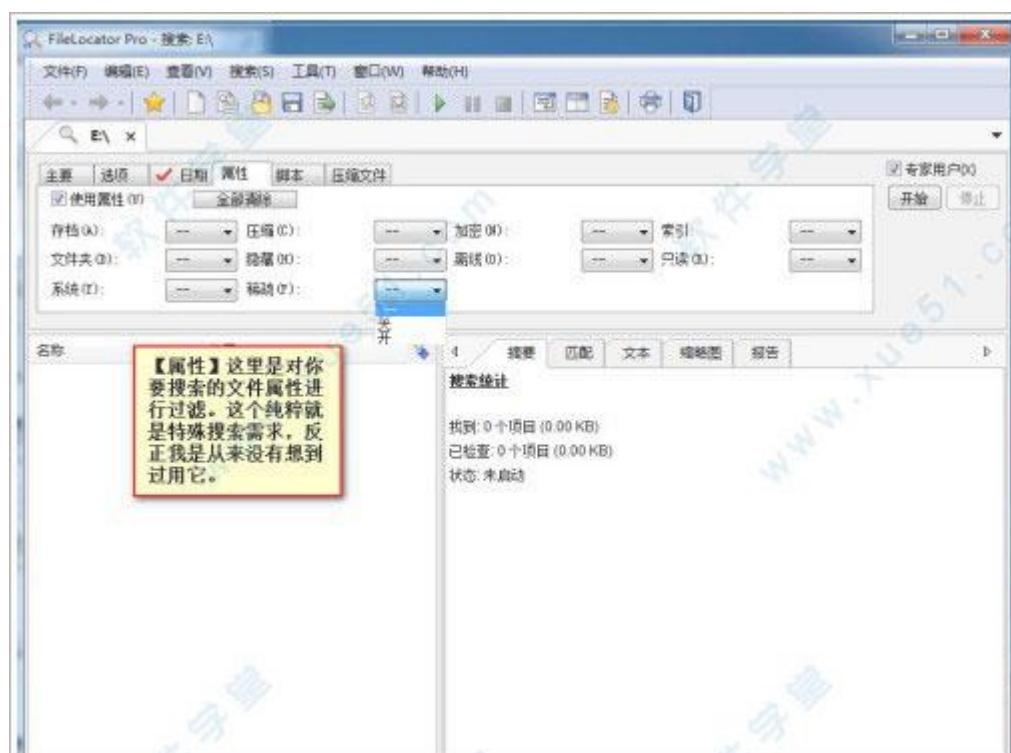 FileLocator Pro - 搜索: E:\
文件(F) 编辑(E) 查看(V) 搜索(S) 工具(T) 窗口(W) 帮助(H)
E:\ ×
主要 选项 日期 属性 脚本 压缩文件
专家用户(X)
使用属性 全部清除
开始 停止
存档(A): -- 压缩(C): -- 加密(N): -- 索引 --
文件夹(D): -- 隐藏(H): -- 离线(O): -- 只读(R): --
系统(T): -- 稀疏(P): --
--
关
开
名称
摘要 匹配 文本 缩略图 报告
【属性】这里是对你
要搜索的文件属性进
行过滤。这个纯粹就
是特殊搜索需求，反
正我是从来没有想到
过用它。
搜索统计
找到: 0 个项目 (0.00 KB)
已检查: 0 个项目 (0.00 KB)
状态: 未启动
软件学堂
www.xue51.com